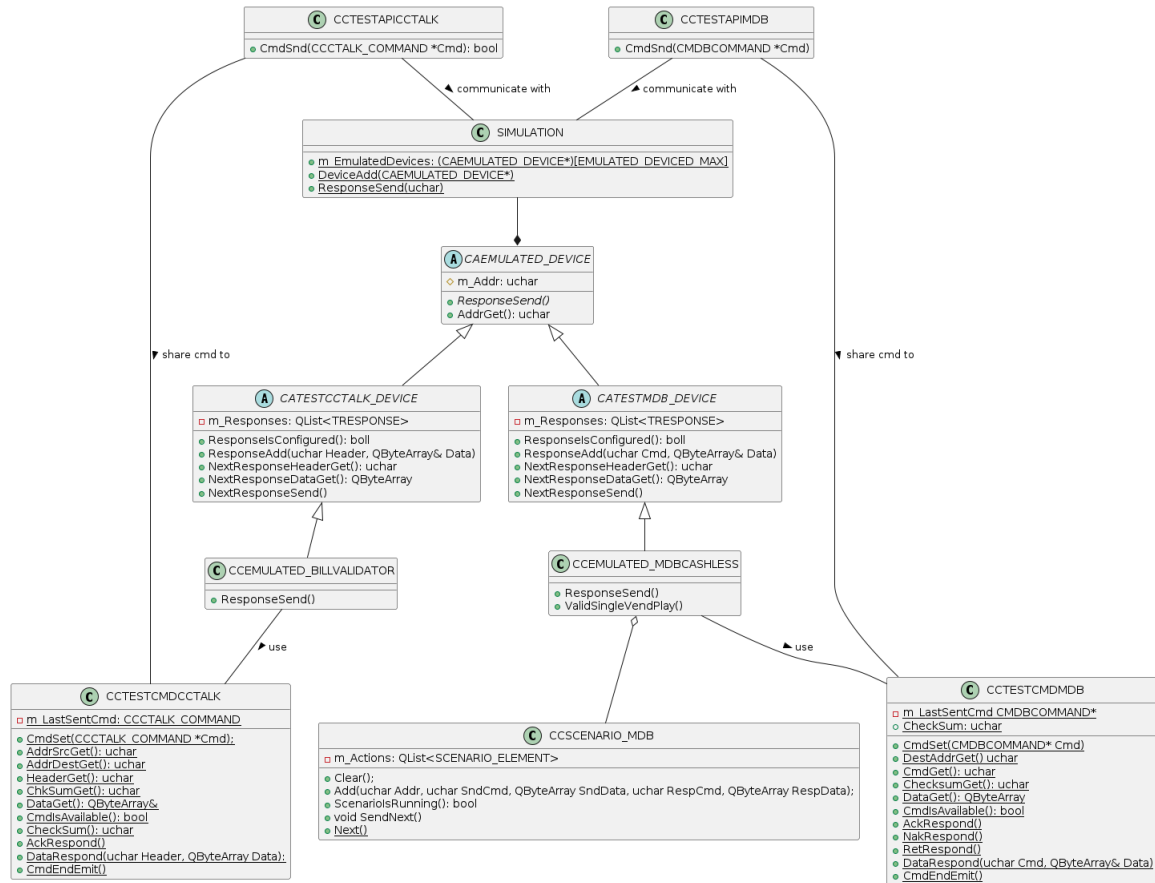 C CCTESTAPICCTALK
CmdSnd(CCCTALK_COMMAND *Cmd): bool
C CCTESTAPIMDB
CmdSnd(CMDBCOMMAND *Cmd)
communicate with
communicate with
C SIMULATION
m_EmulatedDevices: (CAEMULATED_DEVICE*)[EMULATED_DEVICED_MAX]
DeviceAdd(CAEMULATED_DEVICE*)
ResponseSend(uchar)
A CAEMULATED_DEVICE
m_Addr: uchar
ResponseSend()
AddrGet(): uchar
share cmd to
share cmd to
A CATESTCCTALK_DEVICE
m_Responses: QList<TRESPONSE>
ResponseIsConfigured(): boll
ResponseAdd(uchar Header, QByteArray& Data)
NextResponseHeaderGet(): uchar
NextResponseDataGet(): QByteArray
NextResponseSend()
A CATESTMDB_DEVICE
m_Responses: QList<TRESPONSE>
ResponseIsConfigured(): boll
ResponseAdd(uchar Cmd, QByteArray& Data)
NextResponseHeaderGet(): uchar
NextResponseDataGet(): QByteArray
NextResponseSend()
C CCEMULATED_BILLVALIDATOR
ResponseSend()
C CCEMULATED_MDBCASHLESS
ResponseSend()
ValidSingleVendPlay()
use
use
C CCTESTCMDCCTALK
m_LastSentCmd: CCCTALK_COMMAND
CmdSet(CCCTALK_COMMAND *Cmd);
AddrSrcGet(): uchar
AddrDestGet(): uchar
HeaderGet(): uchar
ChkSumGet(): uchar
DataGet(): QByteArray&
CmdIsAvailable(): bool
CheckSum(): uchar
AckRespond()
DataRespond(uchar Header, QByteArray Data);
CmdEndEmit()
C CCSCENARIO_MDB
m_Actions: QList<SCENARIO_ELEMENT>
Clear();
Add(uchar Addr, uchar SndCmd, QByteArray SndData, uchar RespCmd, QByteArray RespData);
ScenarioIsRunning(): bool
void SendNext()
Next()
C CCTESTCMDMDB
m_LastSentCmd CMDBCOMMAND*
CheckSum: uchar
CmdSet(CMDBCOMMAND* Cmd)
DestAddrGet() uchar
CmdGet(): uchar
ChecksumGet(): uchar
DataGet(): QByteArray
CmdIsAvailable(): bool
AckRespond()
NakRespond()
RetRespond()
DataRespond(uchar Cmd, QByteArray& Data)
CmdEndEmit()